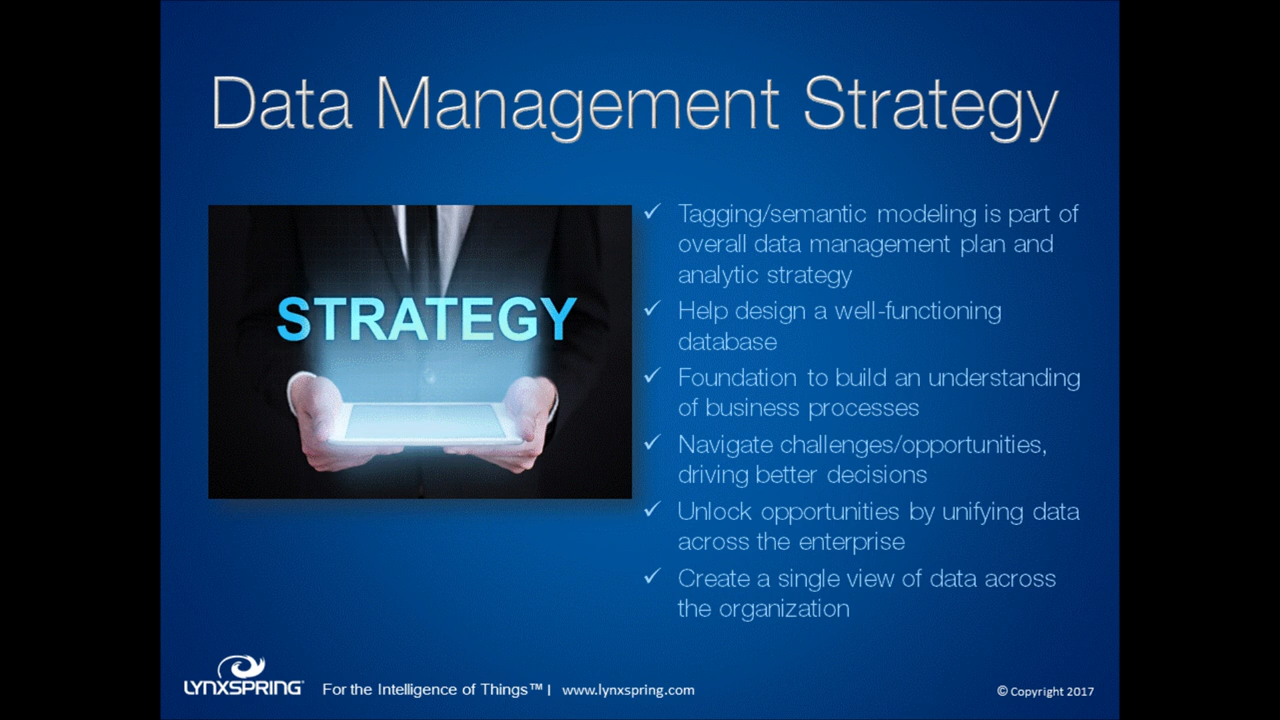 Data Management Strategy
STRATEGY
✓ Tagging/semantic modeling is part of
overall data management plan and
analytic strategy
✓ Help design a well-functioning
database
✓ Foundation to build an understanding
of business processes
✓ Navigate challenges/opportunities,
driving better decisions
✓ Unlock opportunities by unifying data
across the enterprise
✓ Create a single view of data across
the organization
LYNXSPRING® For the Intelligence of Things™ | www.lynxspring.com © Copyright 2017